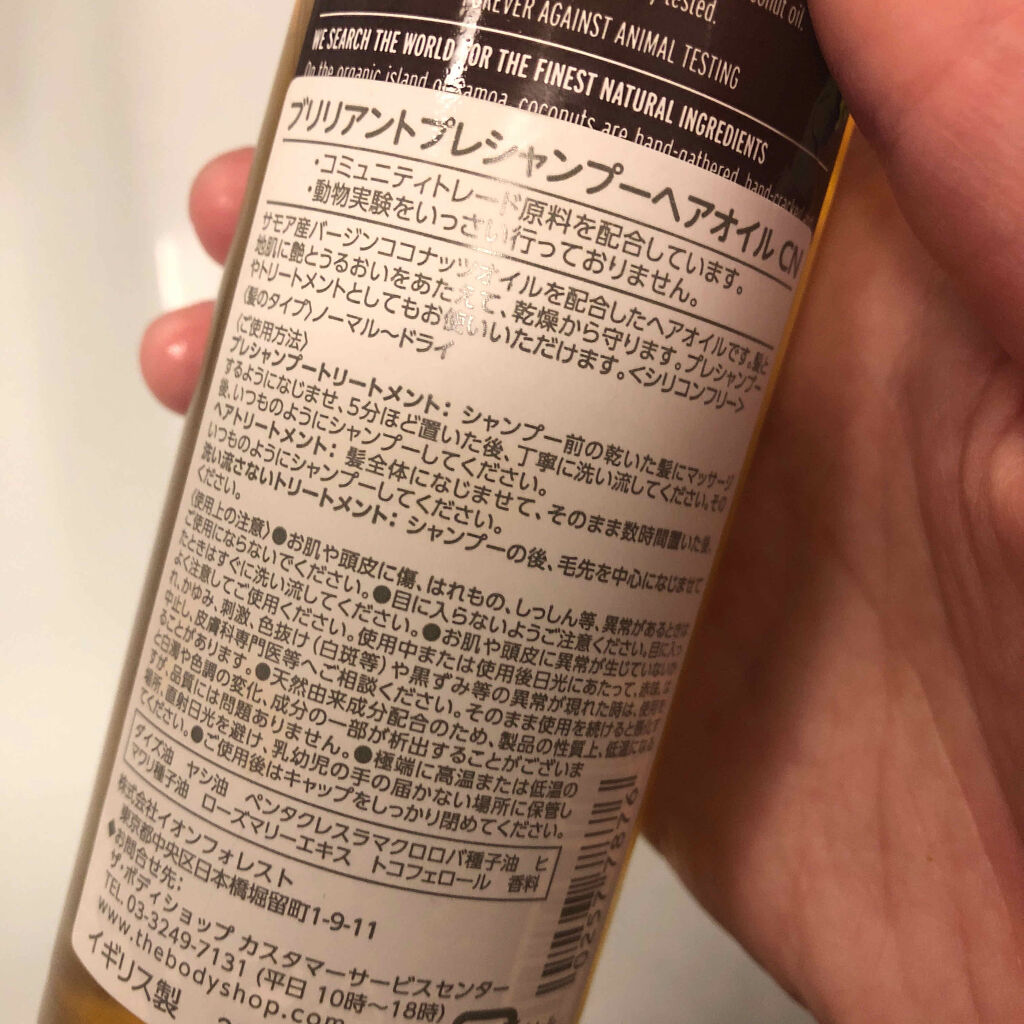 y tested.
oconut oil.
FOREVER AGAINST ANIMAL TESTING
WE SEARCH THE WORLD FOR THE FINEST NATURAL INGREDIENTS
On the organic island of Samoa, coconuts are hand-gathered, hand-cracked
ブリリアントプレシャンプーヘアオイル CN
・コミュニティトレード原料を配合しています。
・動物実験をいっさい行っておりません。
サモア産バージンココナッツオイルを配合したヘアオイルです。髪と
地肌に艶とうるおいをあたえて、乾燥から守ります。プレシャンプー
やトリートメントとしてもお使いいただけます。<シリコンフリー>
〈髪のタイプ〉ノーマル～ドライ
〈ご使用方法〉
プレシャンプートリートメント: シャンプー前の乾いた髪にマッサージ
するようになじませ、5分ほど置いた後、丁寧に洗い流してください。その
後、いつものようにシャンプーしてください。
ヘアトリートメント: 髪全体になじませて、そのまま数時間置いた後、
いつものようにシャンプーしてください。
洗い流さないトリートメント: シャンプーの後、毛先を中心になじませて
ください。
〈使用上の注意〉●お肌や頭皮に傷、はれもの、しっしん等、異常があるときは
ご使用にならないでください。●目に入らないようご注意ください。目に入っ
たときはすぐに洗い流してください。●お肌や頭皮に異常が生じていないか
よく注意してご使用ください。使用中または使用後日光にあたって、赤味、は
れ、かゆみ、刺激、色抜け(白斑等)や黒ずみ等の異常が現れた時は、使用を
中止し、皮膚科専門医等へご相談ください。そのまま使用を続けると悪化す
ることがあります。●天然由来成分配合のため、製品の性質上、低温になる
と白濁や色調の変化、成分の一部が析出することがございま
すが、品質には問題ありません。●極端に高温または低温の
場所、直射日光を避け、乳幼児の手の届かない場所に保管し
てください。●ご使用後はキャップをしっかり閉めてください。
ダイズ油 ヤシ油 ペンタクレスラマクロロバ種子油 ヒ
マワリ種子油 ローズマリーエキス トコフェロール 香料
株式会社イオンフォレスト
東京都中央区日本橋堀留町1-9-11
◆お問合せ先:
ザ・ボディショップ カスタマーサービスセンター
TEL. 03-3249-7131 (平日 10時～18時)
www.thebodyshop.com
イギリス製
02577876